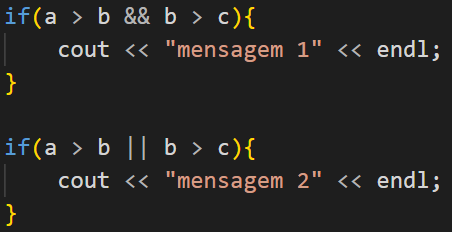 if(a > b && b > c){
    cout << "mensagem 1" << endl;
}

if(a > b || b > c){
    cout << "mensagem 2" << endl;
}